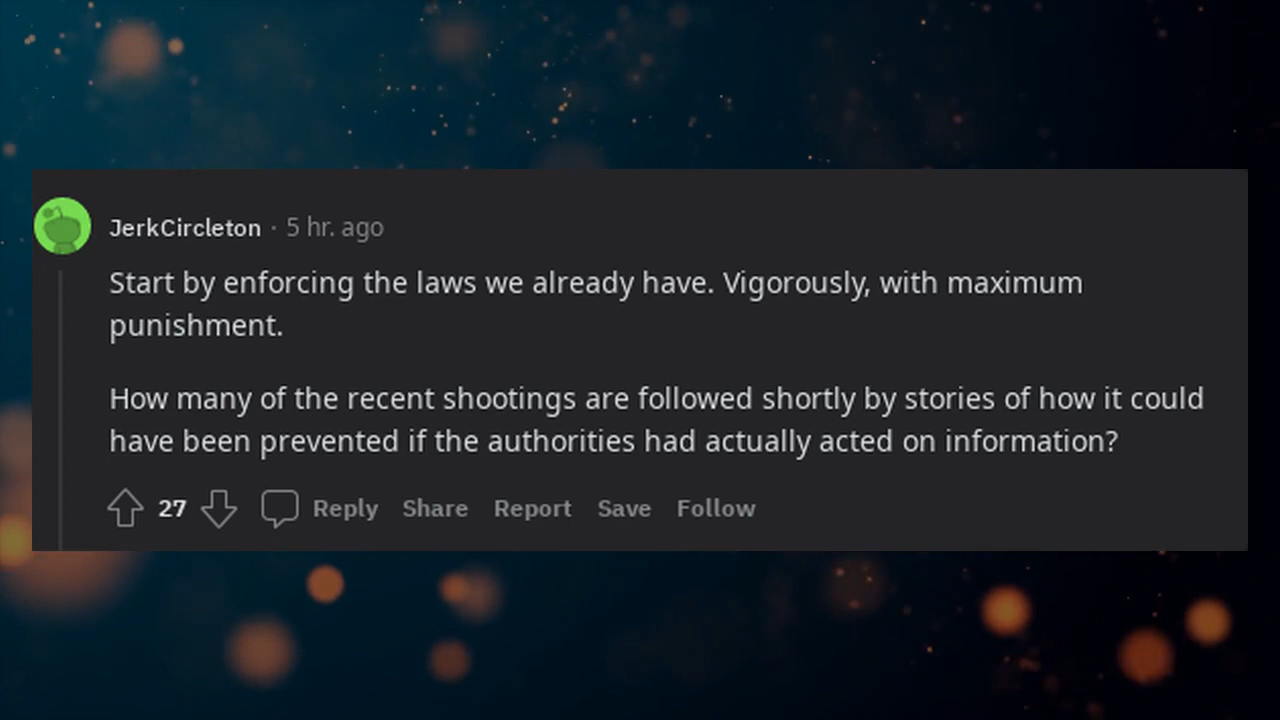 JerkCircleton · 5 hr. ago
Start by enforcing the laws we already have. Vigorously, with maximum
punishment.
How many of the recent shootings are followed shortly by stories of how it could
have been prevented if the authorities had actually acted on information?
27 Reply Share Report Save Follow